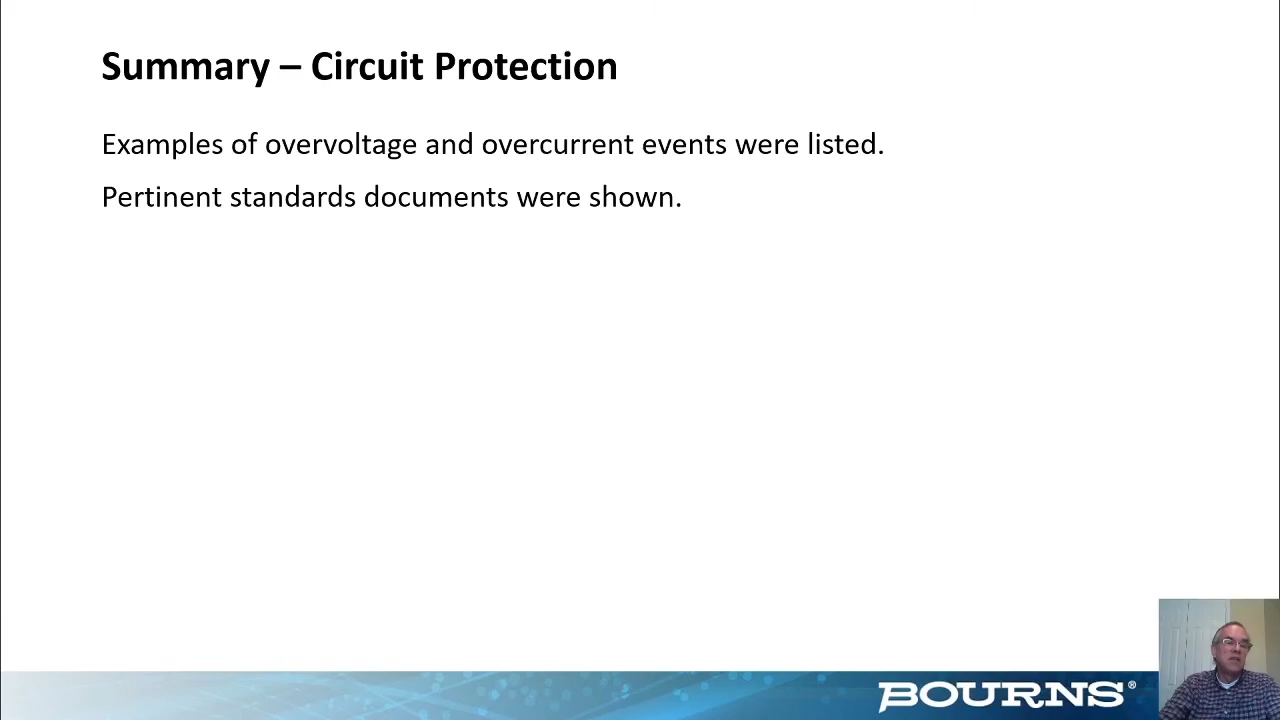 Summary – Circuit Protection
Examples of overvoltage and overcurrent events were listed.
Pertinent standards documents were shown.
BOURNS®